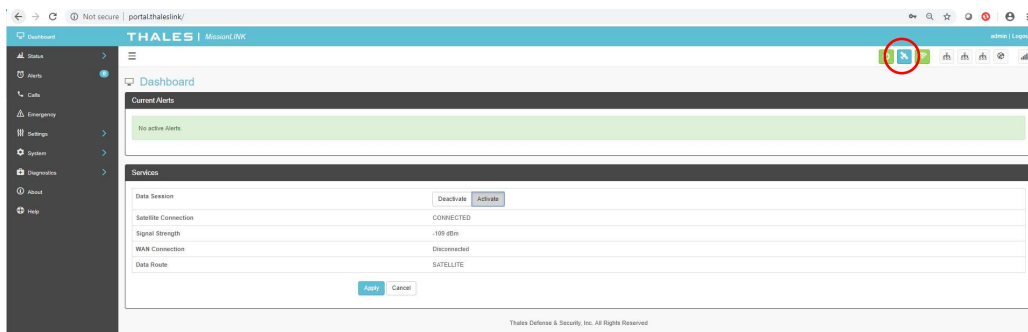 Not secure | portal.thaleslink/
Dashboard
THALES | MissionLINK
admin | Logou
Status
Alerts
0
Calls
Emergency
Settings
System
Diagnostics
About
Help
Dashboard
Current Alerts
No active Alerts.
Services
Data Session
Deactivate Activate
Satellite Connection CONNECTED
Signal Strength -109 dBm
WAN Connection Disconnected
Data Route SATELLITE
Apply Cancel
Thales Defense & Security, Inc. All Rights Reserved